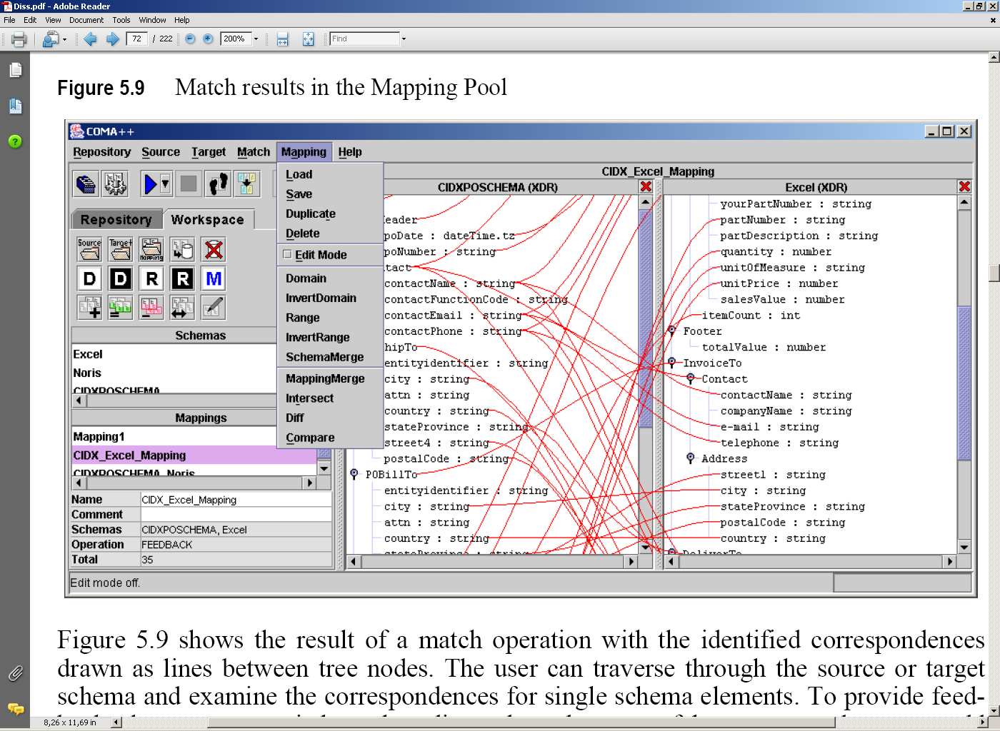 Diss.pdf - Adobe Reader
File Edit View Document Tools Window Help
72 / 222 200% Find
Figure 5.9 Match results in the Mapping Pool
COMA++
Repository Source Target Match Mapping Help
CIDX_Excel_Mapping
CIDXPOSCHEMA (XDR)
Excel (XDR)
Load
Save
Duplicate
Delete
Edit Mode
Domain
InvertDomain
Range
InvertRange
SchemaMerge
MappingMerge
Intersect
Diff
Compare
Repository Workspace
Source Target Mapping
D D R R M
Schemas
Excel
Noris
CIDXPOSCHEMA
Mappings
Mapping1
CIDX_Excel_Mapping
CIDXPOSCHEMA_Noris
Name CIDX_Excel_Mapping
Comment
Schemas CIDXPOSCHEMA, Excel
Operation FEEDBACK
Total 35
eader
poDate : dateTime.tz
poNumber : string
tact
contactName : string
contactFunctionCode : string
contactEmail : string
contactPhone : string
hipTo
entityidentifier : string
city : string
attn : string
country : string
stateProvince : string
street4 : string
postalCode : string
POBillTo
entityidentifier : string
city : string
attn : string
country : string
stateProvince : string
yourPartNumber : string
partNumber : string
partDescription : string
quantity : number
unitOfMeasure : string
unitPrice : number
salesValue : number
itemCount : int
Footer
totalValue : number
InvoiceTo
Contact
contactName : string
companyName : string
e-mail : string
telephone : string
Address
street1 : string
city : string
stateProvince : string
postalCode : string
country : string
DeliverTo
Edit mode off.
Figure 5.9 shows the result of a match operation with the identified correspondences
drawn as lines between tree nodes. The user can traverse through the source or target
schema and examine the correspondences for single schema elements. To provide feed-
8,26 x 11,69 in